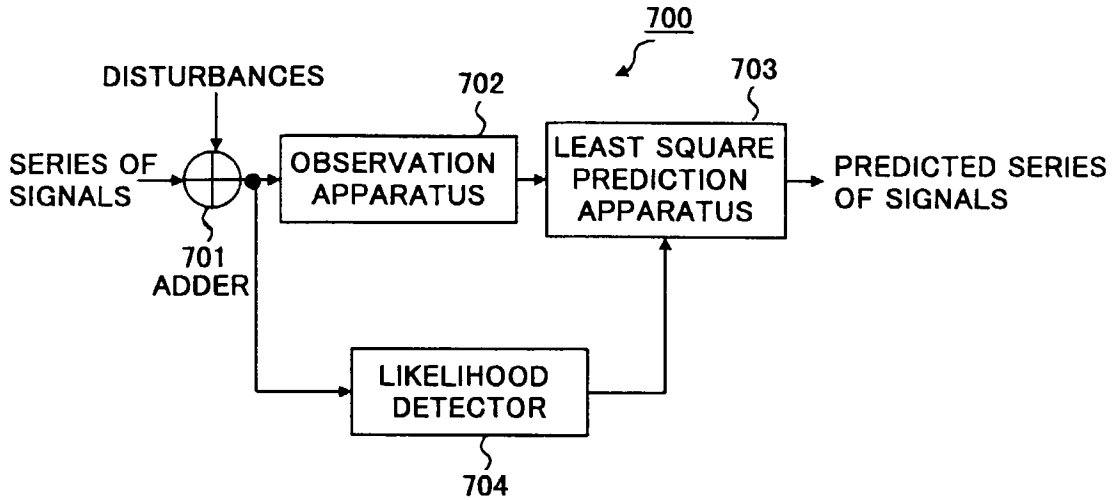 700
DISTURBANCES
702
703
SERIES OF
SIGNALS
OBSERVATION
APPARATUS
LEAST SQUARE
PREDICTION
APPARATUS
PREDICTED SERIES
OF SIGNALS
701
ADDER
LIKELIHOOD
DETECTOR
704